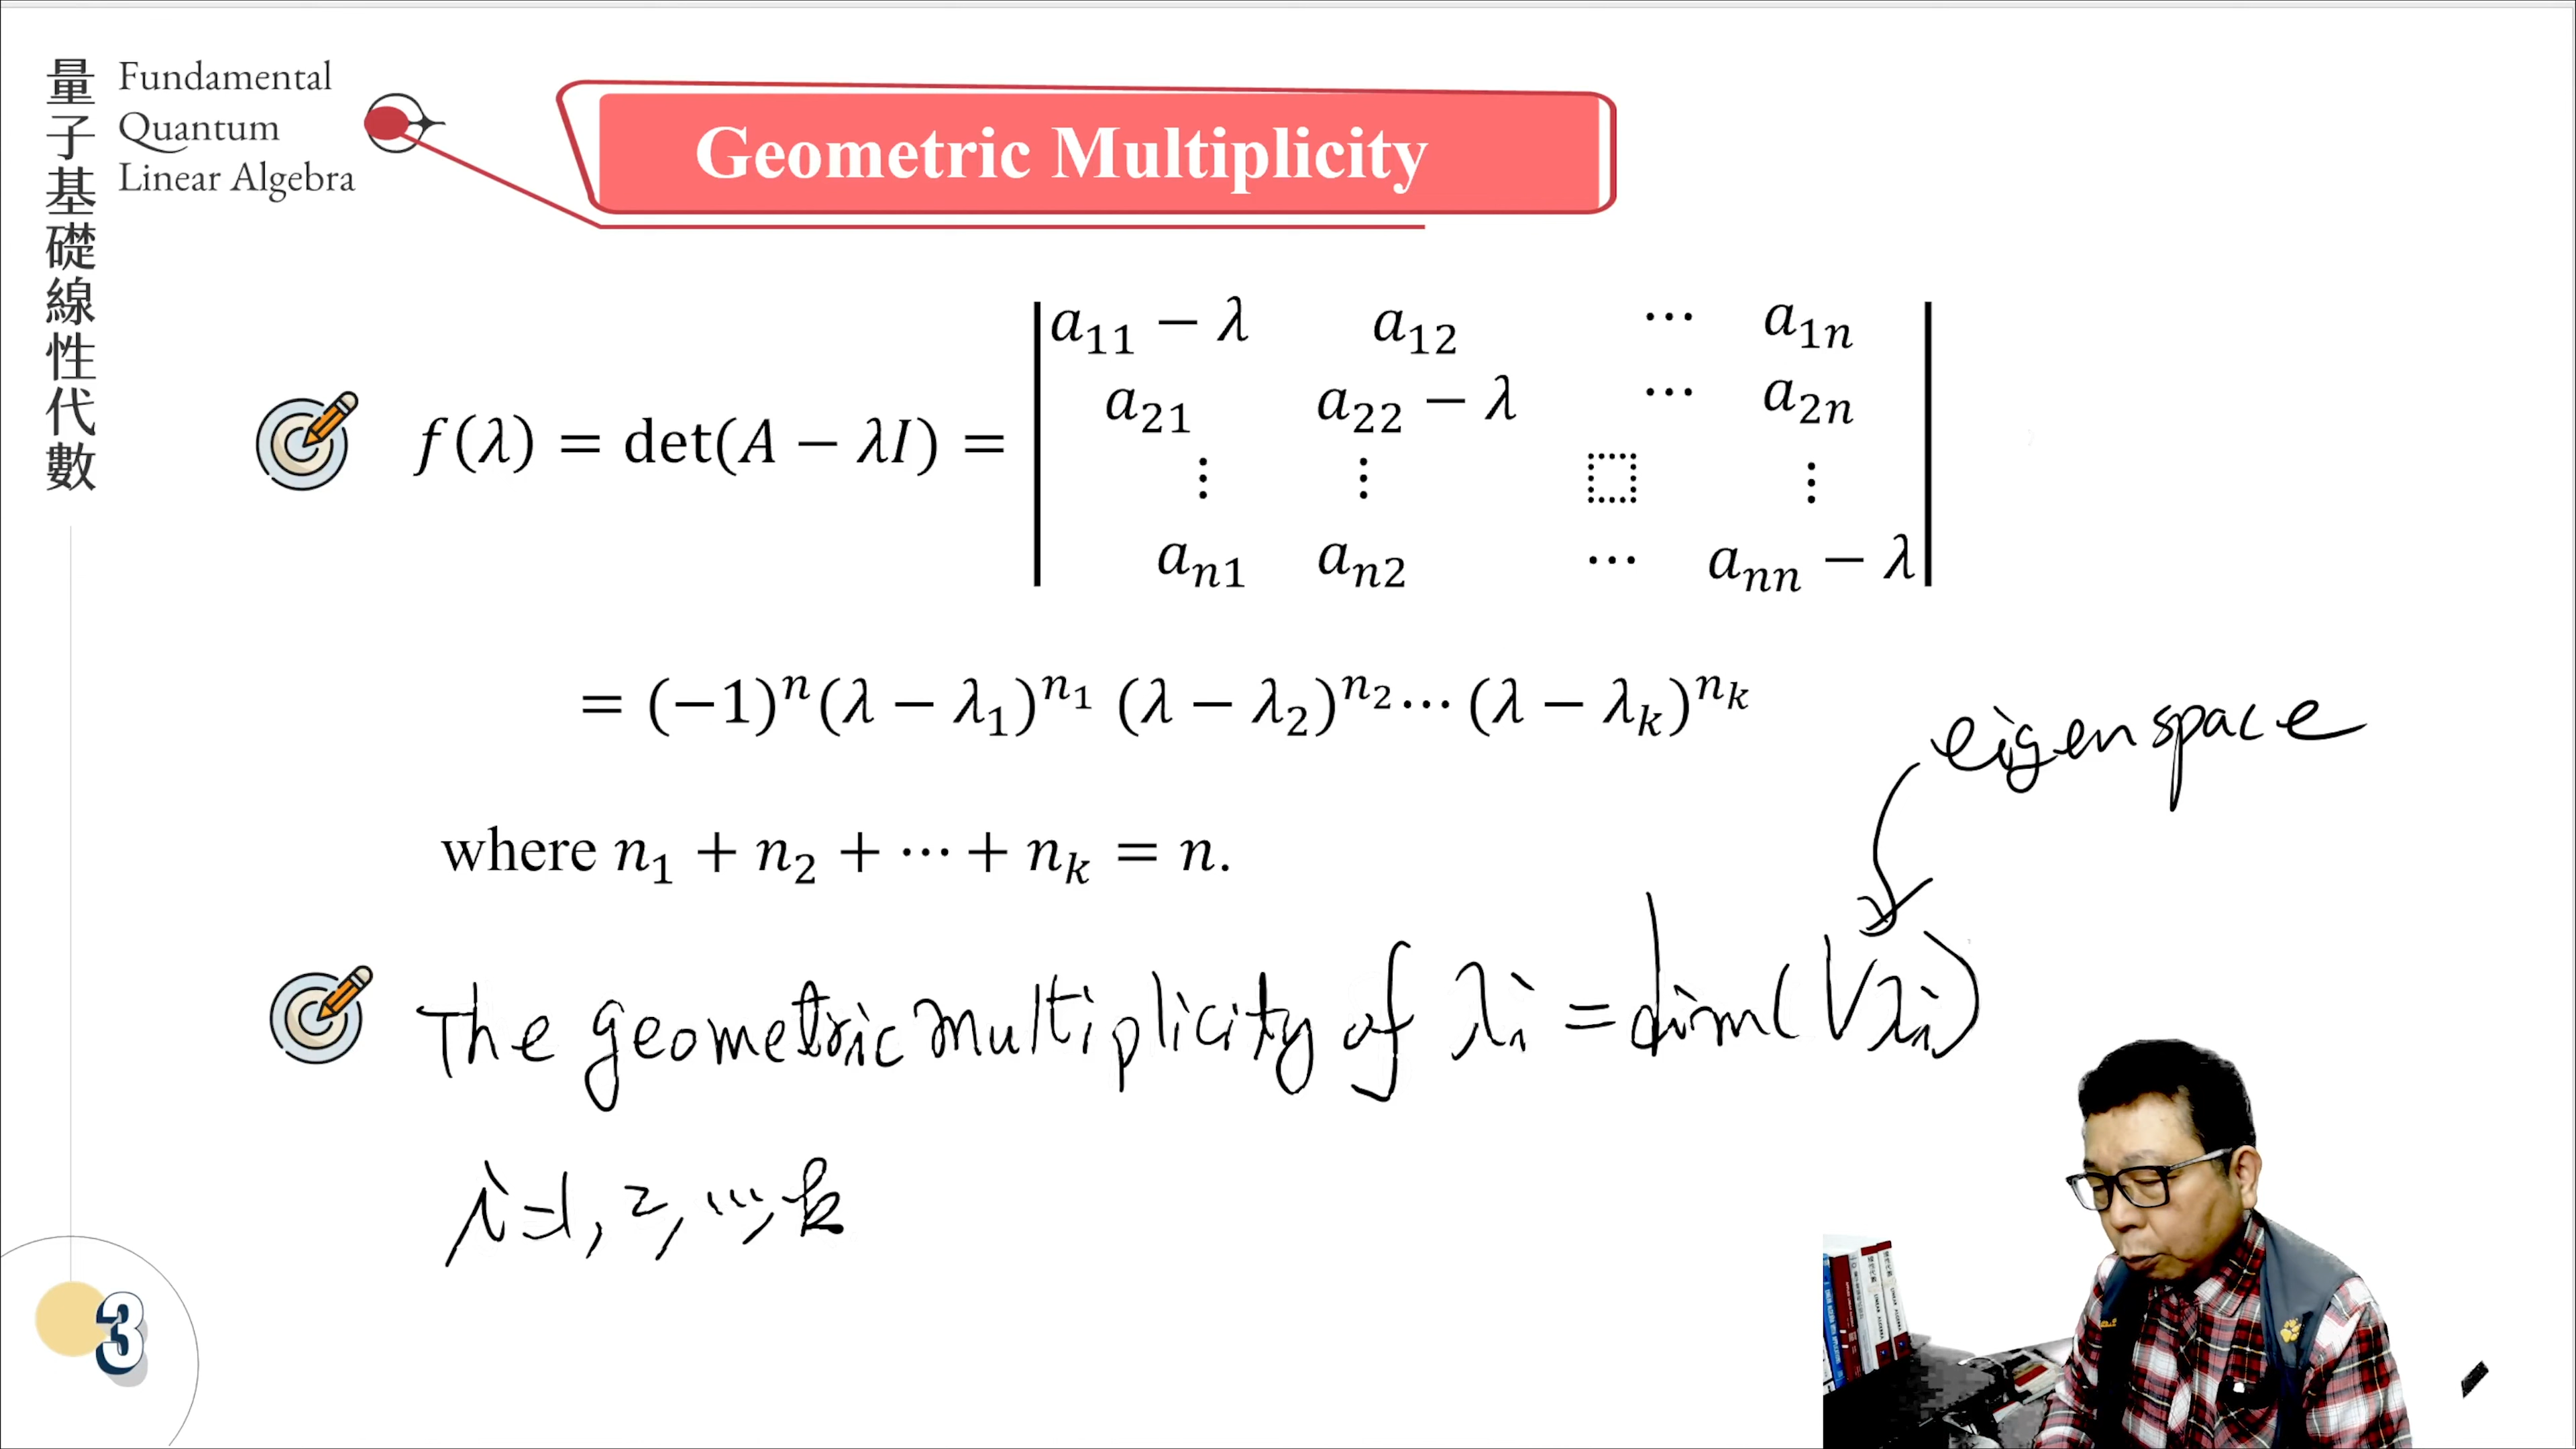 量子基礎線性代數
Fundamental
Quantum
Linear Algebra
Geometric Multiplicity
f(λ) = det(A − λI) =
a₁₁ − λ a₁₂ ⋯ a₁ₙ
a₂₁ a₂₂ − λ ⋯ a₂ₙ
⋮ ⋮ ⬚ ⋮
aₙ₁ aₙ₂ ⋯ aₙₙ − λ
= (−1)ⁿ(λ − λ₁)^{n₁} (λ − λ₂)^{n₂} ⋯ (λ − λₖ)^{nₖ}
eigenspace
where n₁ + n₂ + ⋯ + nₖ = n.
The geometric multiplicity of λi = dim(Vλi)
i=1, 2, ..., k
3